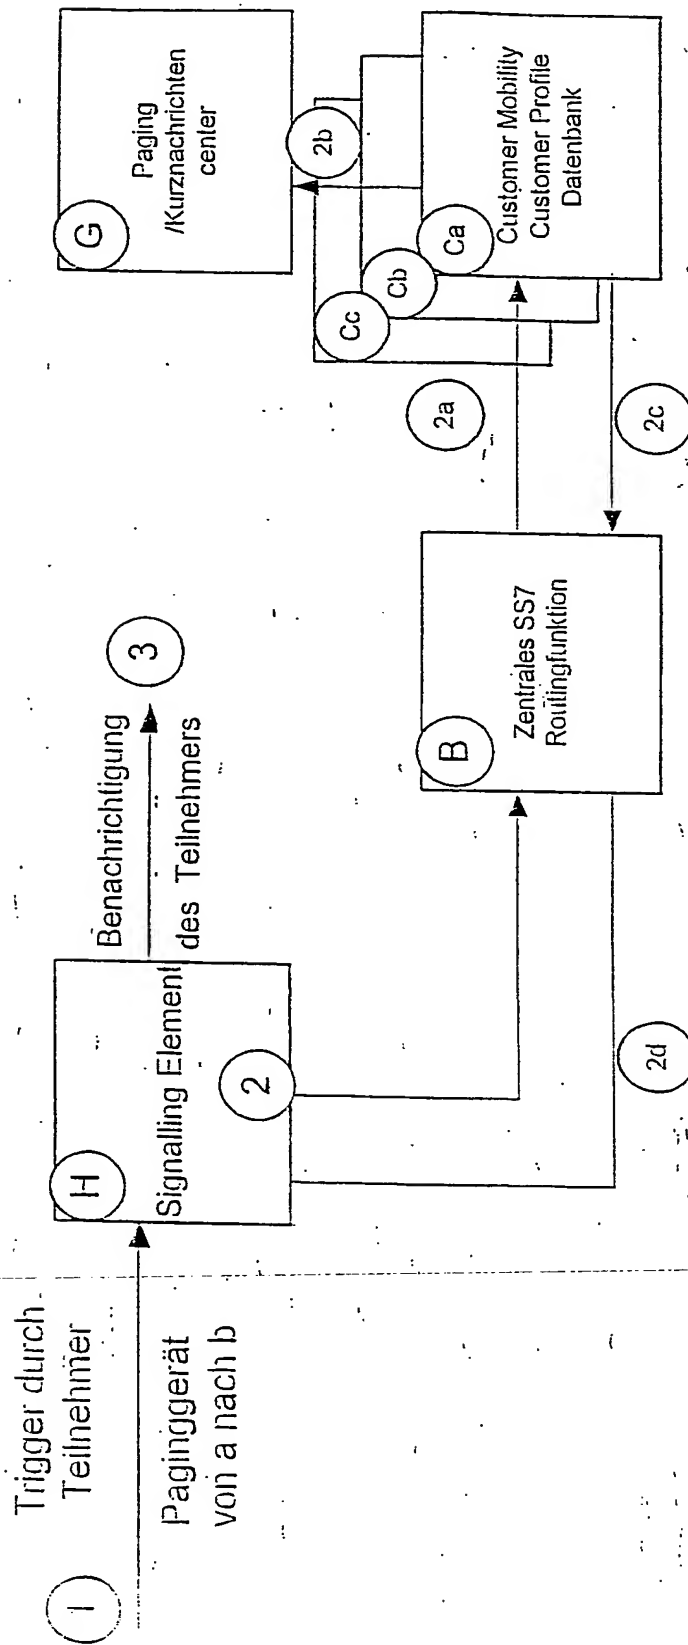 1
Trigger durch
Teilnehmer
Paginggerät
von a nach b
H
Signalling Element
2
Benachrichtigung
des Teilnehmers
3
2d
B
Zentrales SS7
Routingfunktion
2a
2c
G
Paging
/Kurznachrichten
center
2b
Cc
Cb
Ca
Customer Mobility
Customer Profile
Datenbank